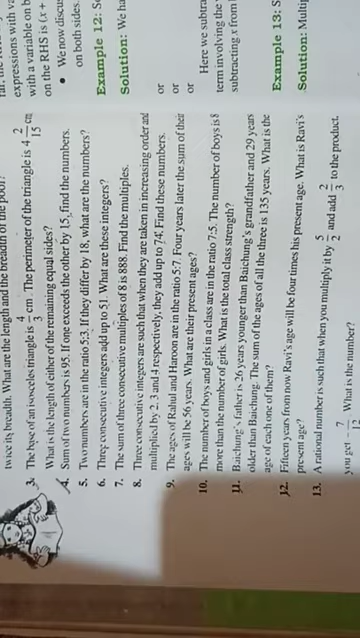 twice its breadth. What are the length and the breadth of the pool?
3. The base of an isosceles triangle is 4/3 cm. The perimeter of the triangle is 4 2/15 cm.
What is the length of either of the remaining equal sides?
4. Sum of two numbers is 95. If one exceeds the other by 15, find the numbers.
5. Two numbers are in the ratio 5:3. If they differ by 18, what are the numbers?
6. Three consecutive integers add up to 51. What are these integers?
7. The sum of three consecutive multiples of 8 is 888. Find the multiples.
8. Three consecutive integers are such that when they are taken in increasing order and
multiplied by 2, 3 and 4 respectively, they add up to 74. Find these numbers.
9. The ages of Rahul and Haroon are in the ratio 5:7. Four years later the sum of their
ages will be 56 years. What are their present ages?
10. The number of boys and girls in a class are in the ratio 7:5. The number of boys is 8
more than the number of girls. What is the total class strength?
11. Baichung's father is 26 years younger than Baichung's grandfather and 29 years
older than Baichung. The sum of the ages of all the three is 135 years. What is the
age of each one of them?
12. Fifteen years from now Ravi's age will be four times his present age. What is Ravi's
present age?
13. A rational number is such that when you multiply it by 5/2 and add 2/3 to the product,
you get −7/12. What is the number?
expressions with
with a variable on
on the RHS is (x +
• We now discus
on both sides.
Example 12:
Solution: We ha
or
or
or
Here we subtra
term involving the
subtracting x from
Example 13: S
Solution: Multip